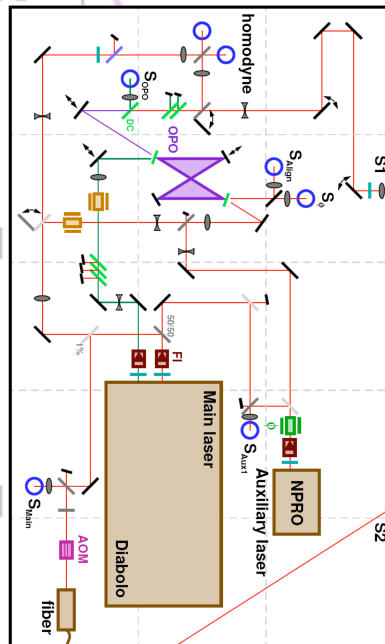 homodyne
S_OPO
DC
OPO
S_Align
S_ϕ
S1
50/50
1%
FI
Main laser
Diabolo
ϕ
S_Aux1
Auxiliary laser
NPRO
S2
S_Main
AOM
fiber